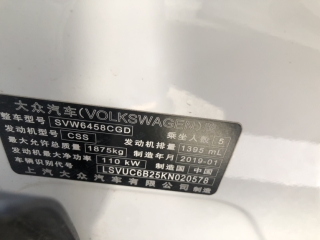 大众汽车(VOLKSWAGEN)牌
整车型号 SVW6458CGD 乘坐人数 5
发动机型号 CSS 发动机排量 1395 mL
最大允许总质量 1875kg 制造年月 2019-01
发动机最大净功率 110 kW 制造国 中国
车辆识别代号 LSVUC6B25KN020578
上汽大众汽车有限公司